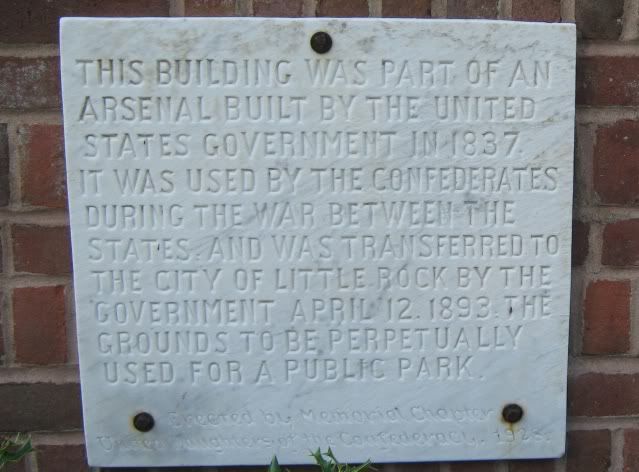 THIS BUILDING WAS PART OF AN
ARSENAL BUILT BY THE UNITED
STATES GOVERNMENT IN 1837.
IT WAS USED BY THE CONFEDERATES
DURING THE WAR BETWEEN THE
STATES. AND WAS TRANSFERRED TO
THE CITY OF LITTLE ROCK BY THE
GOVERNMENT APRIL 12. 1893. THE
GROUNDS TO BE PERPETUALLY
USED FOR A PUBLIC PARK.
Erected by Memorial Chapter
Daughters of the Confederacy.